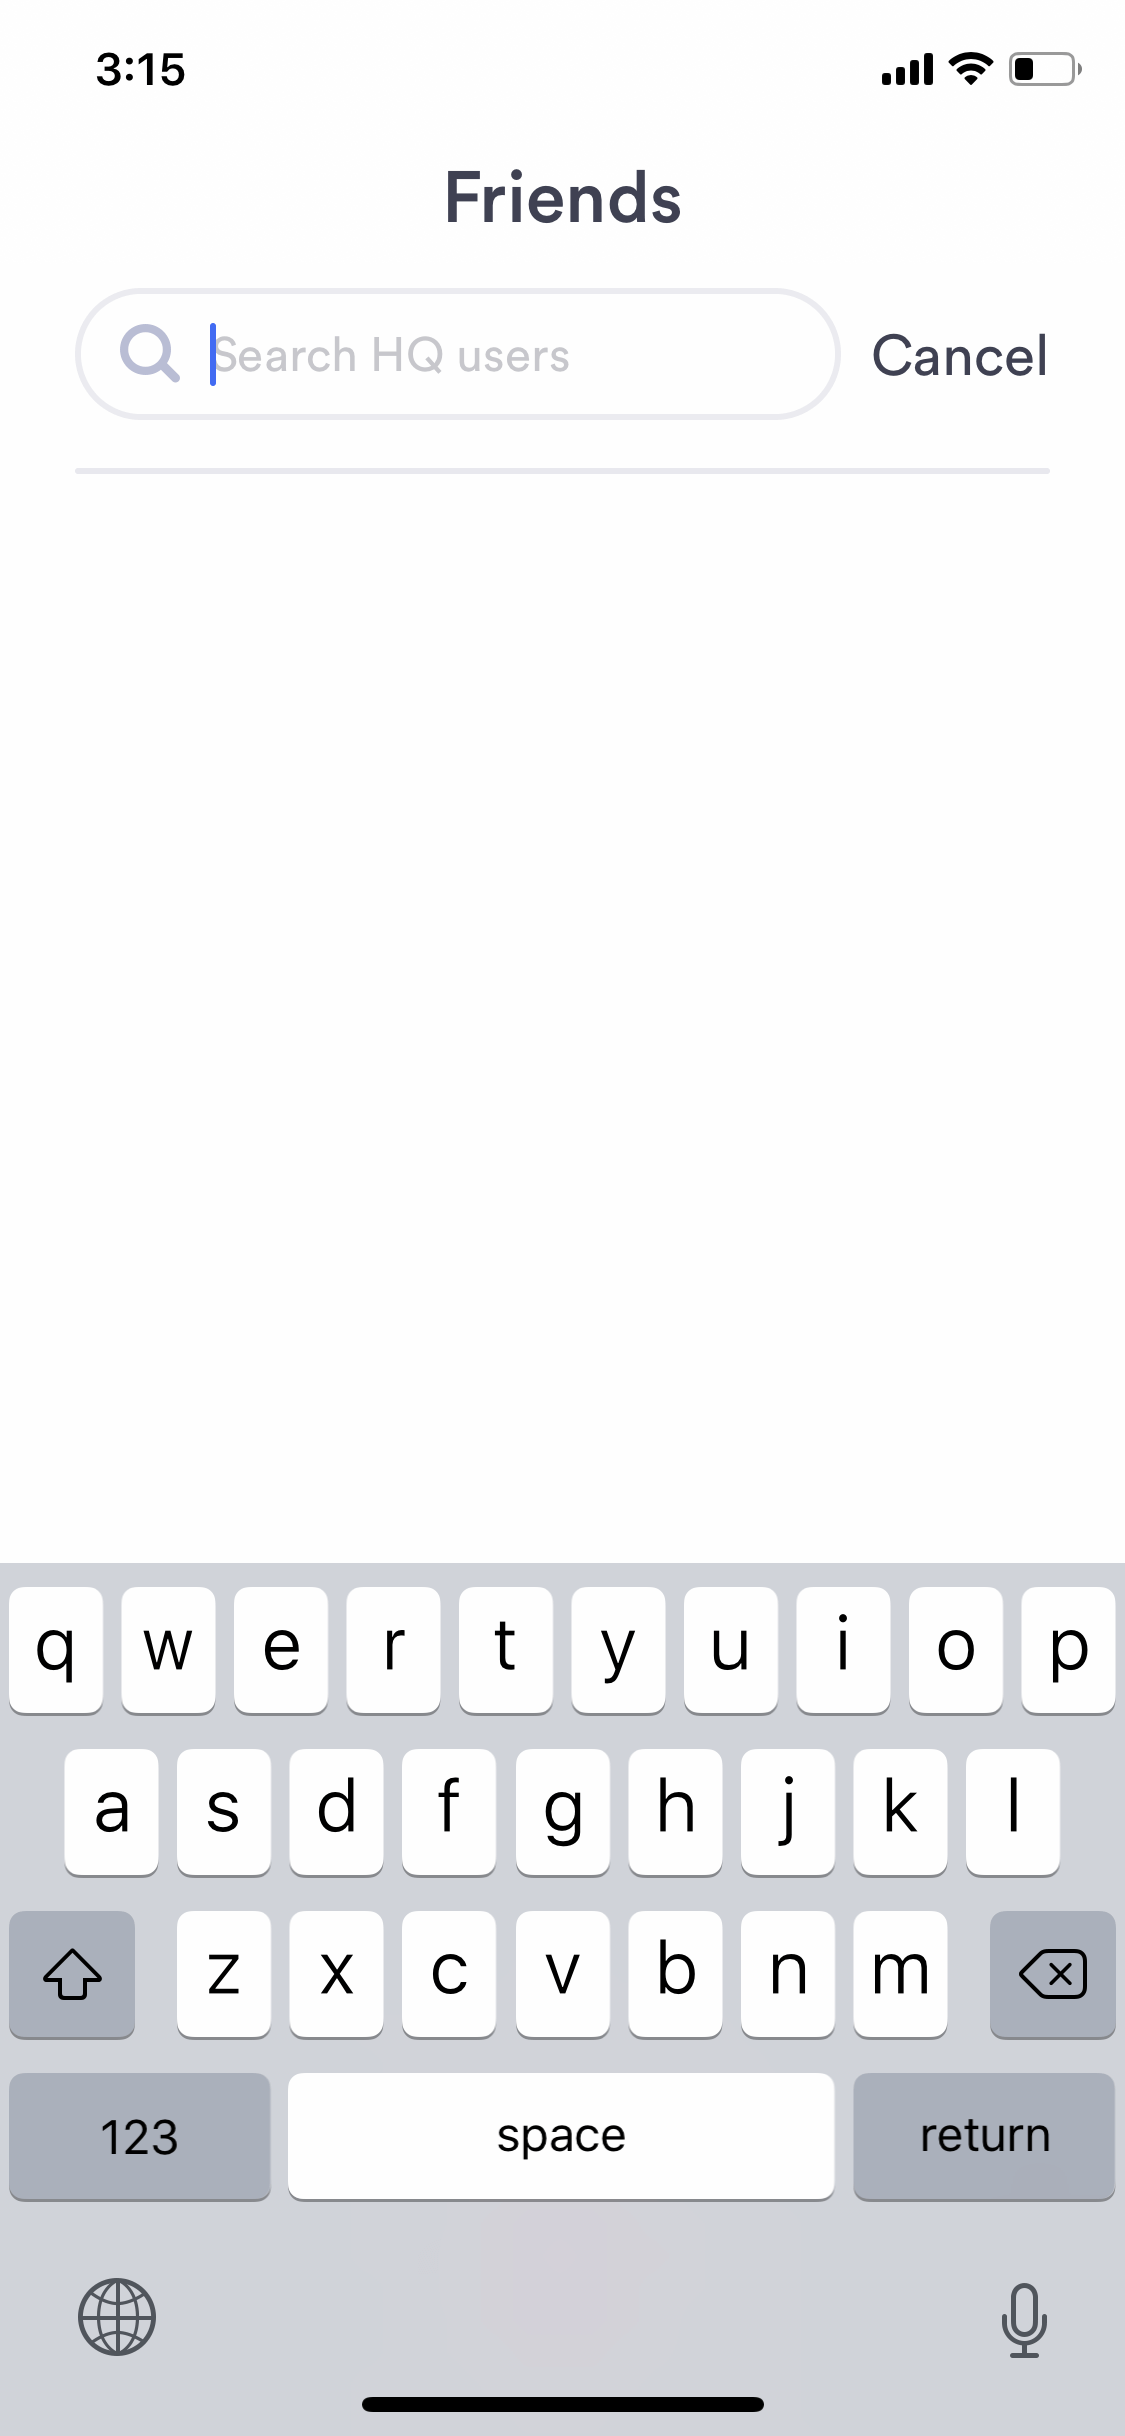 3:15
Friends
Search HQ users
Cancel
q w e r t y u i o p
a s d f g h j k l
z x c v b n m
123 space return